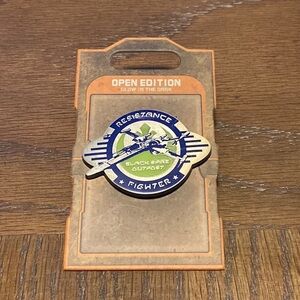 OPEN EDITION
GLOW IN THE DARK
RESISTANCE
BLACK SPIRE
OUTPOST
FIGHTER